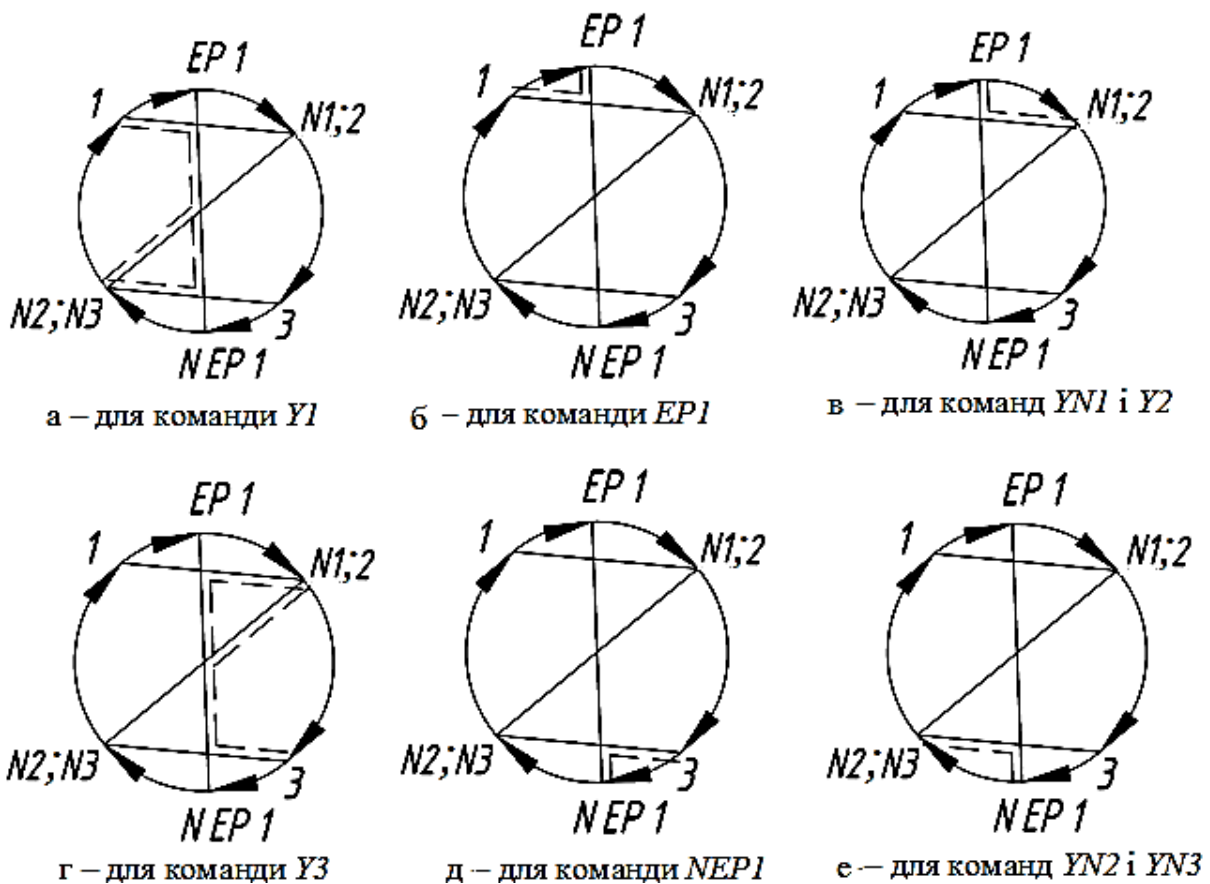 EP 1
1
N1;2
N2;N3
3
N EP 1
а – для команди Y1
EP 1
1
N1;2
N2;N3
3
N EP 1
б – для команди EP1
EP 1
1
N1;2
N2;N3
3
N EP 1
в – для команд YN1 і Y2
EP 1
1
N1;2
N2;N3
3
N EP 1
г – для команди Y3
EP 1
1
N1;2
N2;N3
3
N EP 1
д – для команди NEP1
EP 1
1
N1;2
N2;N3
3
N EP 1
е – для команд YN2 і YN3